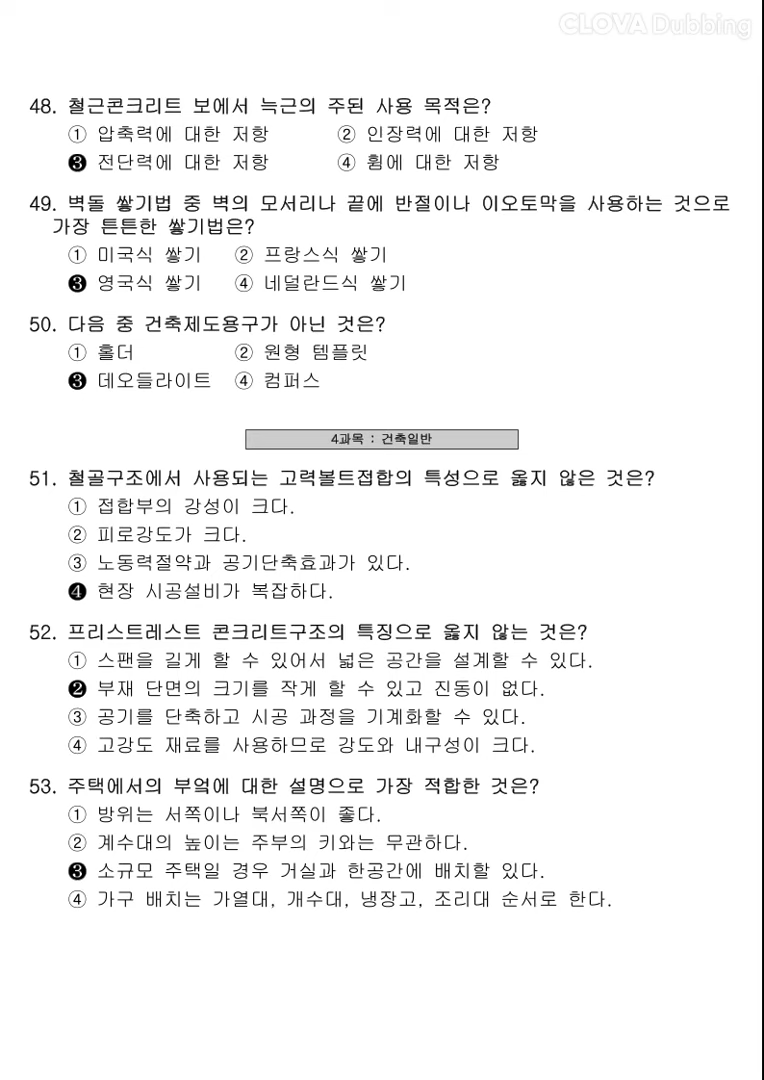 CLOVA Dubbing
48. 철근콘크리트 보에서 늑근의 주된 사용 목적은?
① 압축력에 대한 저항 ② 인장력에 대한 저항
❸ 전단력에 대한 저항 ④ 휨에 대한 저항
49. 벽돌 쌓기법 중 벽의 모서리나 끝에 반절이나 이오토막을 사용하는 것으로
가장 튼튼한 쌓기법은?
① 미국식 쌓기 ② 프랑스식 쌓기
❸ 영국식 쌓기 ④ 네덜란드식 쌓기
50. 다음 중 건축제도용구가 아닌 것은?
① 홀더 ② 원형 템플릿
❸ 데오들라이트 ④ 컴퍼스
4과목 : 건축일반
51. 철골구조에서 사용되는 고력볼트접합의 특성으로 옳지 않은 것은?
① 접합부의 강성이 크다.
② 피로강도가 크다.
③ 노동력절약과 공기단축효과가 있다.
❹ 현장 시공설비가 복잡하다.
52. 프리스트레스트 콘크리트구조의 특징으로 옳지 않는 것은?
① 스팬을 길게 할 수 있어서 넓은 공간을 설계할 수 있다.
❷ 부재 단면의 크기를 작게 할 수 있고 진동이 없다.
③ 공기를 단축하고 시공 과정을 기계화할 수 있다.
④ 고강도 재료를 사용하므로 강도와 내구성이 크다.
53. 주택에서의 부엌에 대한 설명으로 가장 적합한 것은?
① 방위는 서쪽이나 북서쪽이 좋다.
② 계수대의 높이는 주부의 키와는 무관하다.
❸ 소규모 주택일 경우 거실과 한공간에 배치할 있다.
④ 가구 배치는 가열대, 개수대, 냉장고, 조리대 순서로 한다.